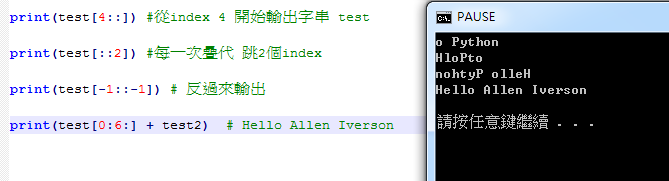 print(test[4::]) #從index 4 開始輸出字串 test
print(test[::2]) #每一次疊代 跳2個index
print(test[-1::-1]) # 反過來輸出
print(test[0:6:] + test2)  # Hello Allen Iverson
PAUSE
o Python
HloPto
nohtyP olleH
Hello Allen Iverson
請按任意鍵繼續 . . .